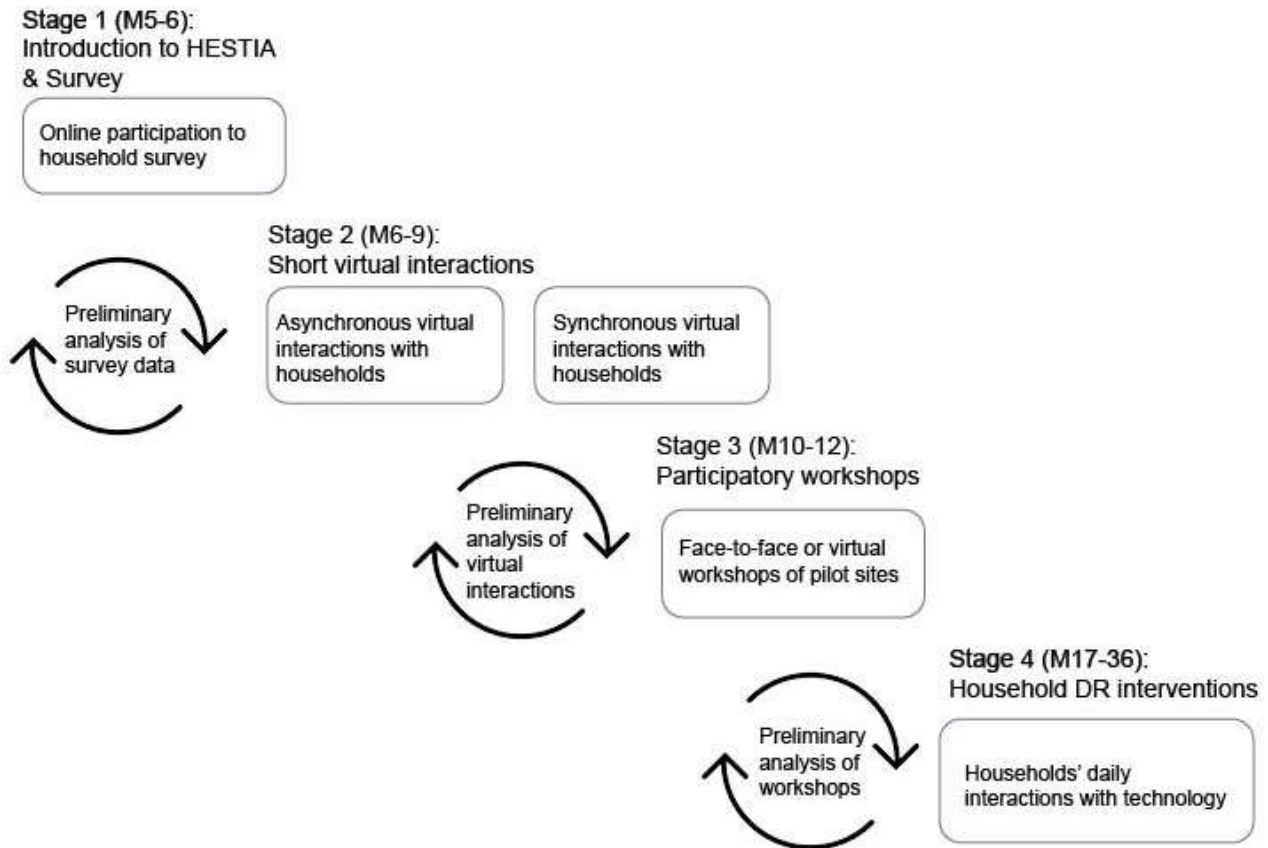 Stage 1 (M5-6):
Introduction to HESTIA
& Survey
Online participation to
household survey
Stage 2 (M6-9):
Short virtual interactions
Preliminary
analysis of
survey data
Asynchronous virtual
interactions with
households
Synchronous virtual
interactions with
households
Stage 3 (M10-12):
Participatory workshops
Preliminary
analysis of
virtual
interactions
Face-to-face or virtual
workshops of pilot sites
Stage 4 (M17-36):
Household DR interventions
Preliminary
analysis of
workshops
Households’ daily
interactions with technology